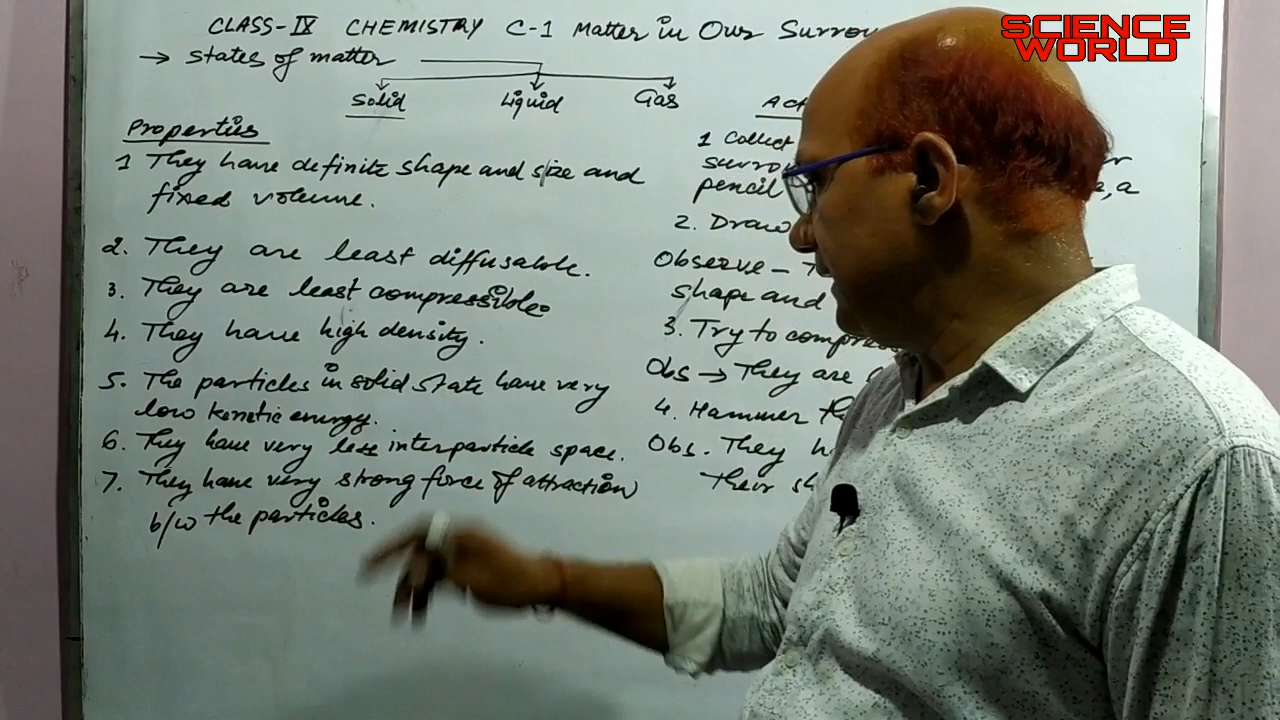 CLASS-IX CHEMISTRY C-1 Matter in Our Surrou
SCIENCE
WORLD
→ States of matter
Solid Liquid Gas
Properties
1 They have definite shape and size and
fixed volume.
2. They are least diffusable.
3. They are least compressible.
4. They have high density.
5. The particles in solid state have very
low kinetic energy.
6. They have very less interparticle space.
7. They have very strong force of attraction
b/w the particles.
Act
1 Collect
surrou
pencil e, a
2. Draw
Observe - T
shape and
3. Try to compress
Obs → They are
4. Hammer th
Obs. They h
Their sh